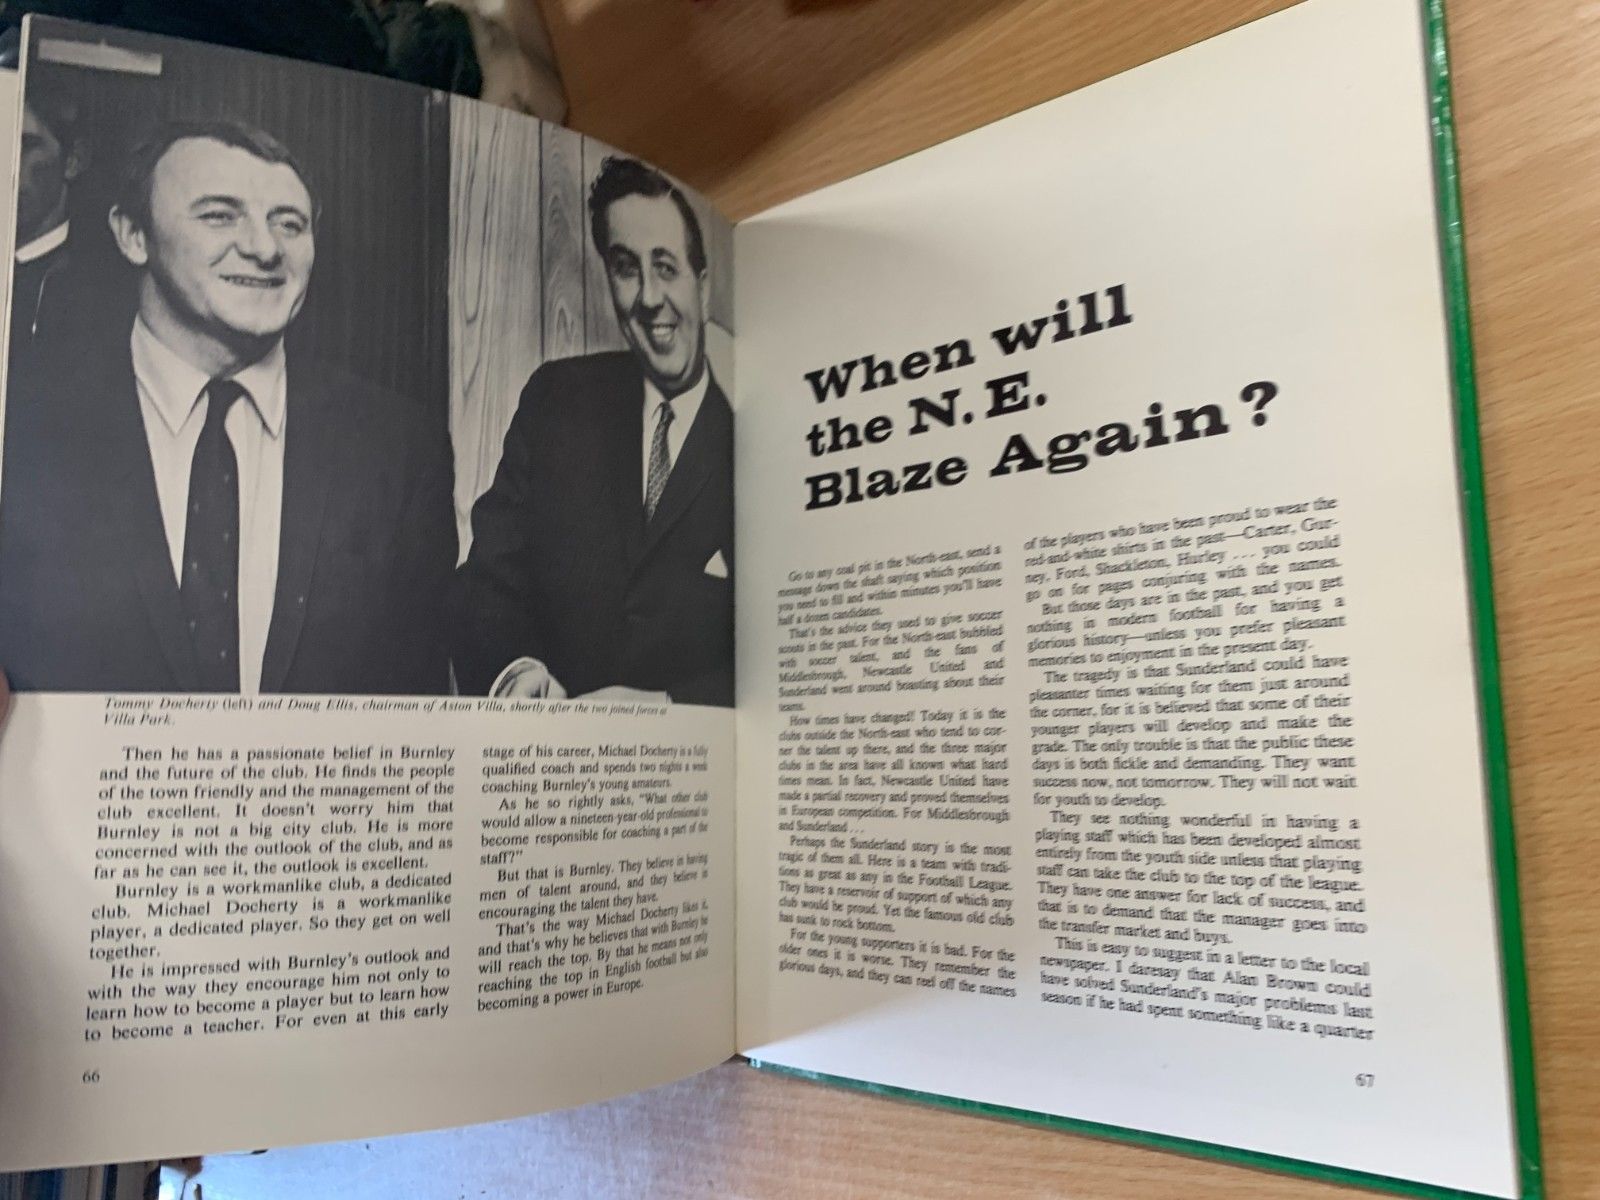 Tommy Docherty (left) and Doug Ellis, chairman of Aston Villa, shortly after the two joined forces at
Villa Park.
Then he has a passionate belief in Burnley
and the future of the club. He finds the people
of the town friendly and the management of the
club excellent. It doesn't worry him that
Burnley is not a big city club. He is more
concerned with the outlook of the club, and as
far as he can see it, the outlook is excellent.
Burnley is a workmanlike club, a dedicated
club. Michael Docherty is a workmanlike
player, a dedicated player. So they get on well
together.
He is impressed with Burnley's outlook and
with the way they encourage him not only to
learn how to become a player but to learn how
to become a teacher. For even at this early
stage of his career, Michael Docherty is a fully
qualified coach and spends two nights a week
coaching Burnley's young amateurs.
As he so rightly asks, "What other club
would allow a nineteen-year-old professional to
become responsible for coaching a part of the
staff?"
But that is Burnley. They believe in having
men of talent around, and they believe in
encouraging the talent they have.
That's the way Michael Docherty likes it,
and that's why he believes that with Burnley he
will reach the top. By that he means not only
reaching the top in English football but also
becoming a power in Europe.
66
When will
the N.E.
Blaze Again?
Go to any coal pit in the North-east, send a
message down the shaft saying which position
you need to fill and within minutes you'll have
half a dozen candidates.
That's the advice they used to give soccer
scouts in the past. For the North-east bubbled
with soccer talent, and the fans of
Middlesbrough, Newcastle United and
Sunderland went around boasting about their
teams.
How times have changed! Today it is the
clubs outside the North-east who tend to cor-
ner the talent up there, and the three major
clubs in the area have all known what hard
times mean. In fact, Newcastle United have
made a partial recovery and proved themselves
in European competition. For Middlesbrough
and Sunderland ...
Perhaps the Sunderland story is the most
tragic of them all. Here is a team with tradi-
tions as great as any in the Football League.
They have a reservoir of support of which any
club would be proud. Yet the famous old club
has sunk to rock bottom.
For the young supporters it is bad. For the
older ones it is worse. They remember the
glorious days, and they can reel off the names
of the players who have been proud to wear the
red-and-white shirts in the past—Carter, Gur-
ney, Ford, Shackleton, Hurley ... you could
go on for pages conjuring with the names.
But those days are in the past, and you get
nothing in modern football for having a
glorious history—unless you prefer pleasant
memories to enjoyment in the present day.
The tragedy is that Sunderland could have
pleasanter times waiting for them just around
the corner, for it is believed that some of their
younger players will develop and make the
grade. The only trouble is that the public these
days is both fickle and demanding. They want
success now, not tomorrow. They will not wait
for youth to develop.
They see nothing wonderful in having a
playing staff which has been developed almost
entirely from the youth side unless that playing
staff can take the club to the top of the league.
They have one answer for lack of success, and
that is to demand that the manager goes into
the transfer market and buys.
This is easy to suggest in a letter to the local
newspaper. I daresay that Alan Brown could
have solved Sunderland's major problems last
season if he had spent something like a quarter
67